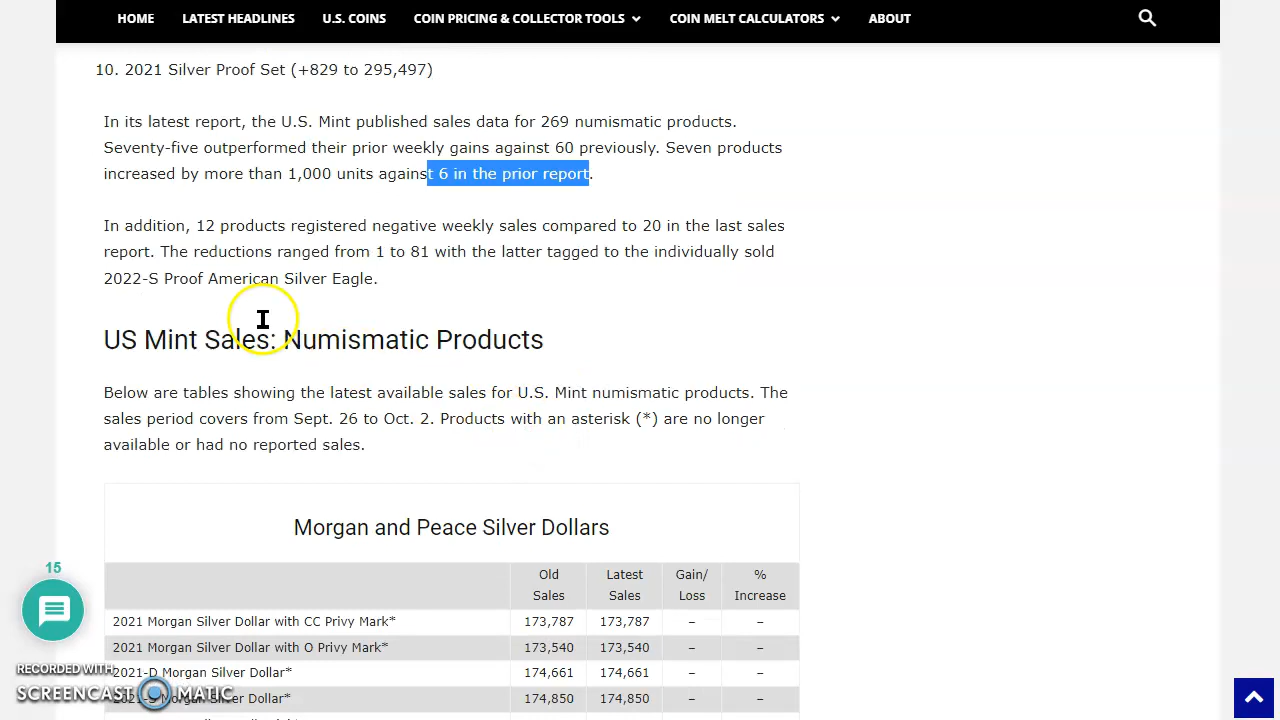 HOME LATEST HEADLINES U.S. COINS COIN PRICING & COLLECTOR TOOLS COIN MELT CALCULATORS ABOUT
10. 2021 Silver Proof Set (+829 to 295,497)
In its latest report, the U.S. Mint published sales data for 269 numismatic products.
Seventy-five outperformed their prior weekly gains against 60 previously. Seven products
increased by more than 1,000 units against 6 in the prior report.
In addition, 12 products registered negative weekly sales compared to 20 in the last sales
report. The reductions ranged from 1 to 81 with the latter tagged to the individually sold
2022-S Proof American Silver Eagle.
US Mint Sales: Numismatic Products
Below are tables showing the latest available sales for U.S. Mint numismatic products. The
sales period covers from Sept. 26 to Oct. 2. Products with an asterisk (*) are no longer
available or had no reported sales.
Morgan and Peace Silver Dollars
Old Latest Gain/ %
Sales Sales Loss Increase
2021 Morgan Silver Dollar with CC Privy Mark* 173,787 173,787 – –
2021 Morgan Silver Dollar with O Privy Mark* 173,540 173,540 – –
2021-D Morgan Silver Dollar* 174,661 174,661 – –
Morgan Silver Dollar* 174,850 174,850 – –
15
RECORDED WITH
SCREENCAST MATIC